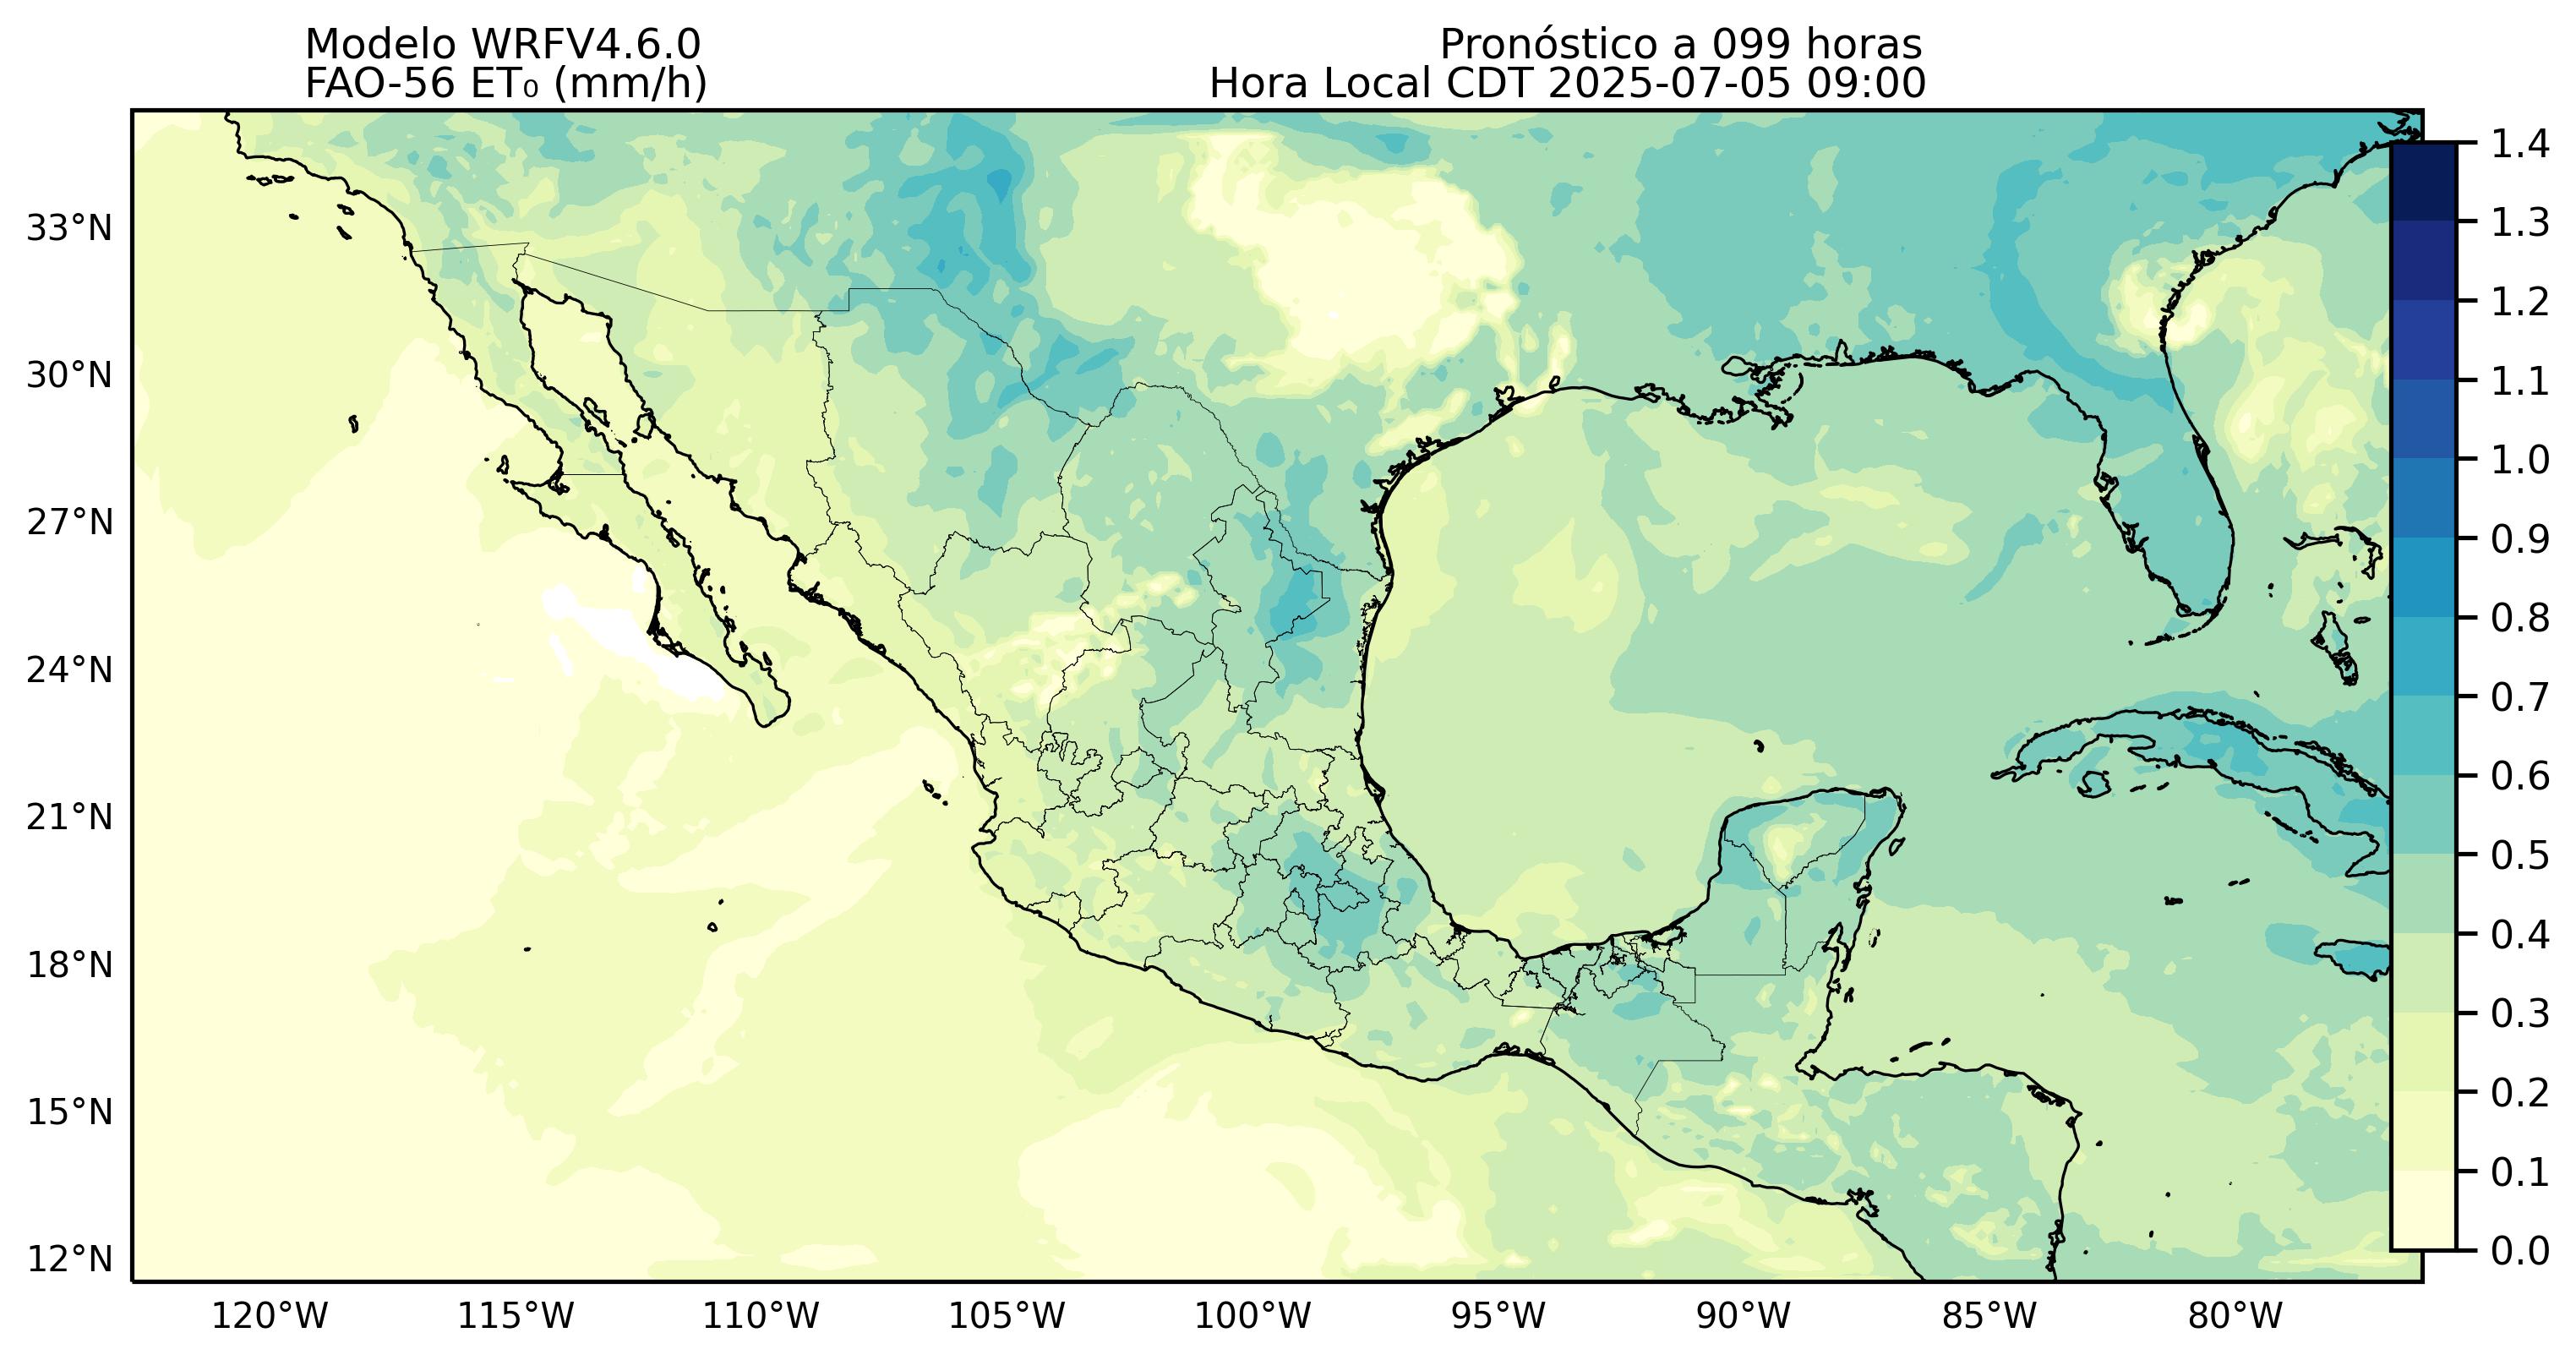 Modelo WRFV4.6.0
FAO-56 ET₀ (mm/h)
Pronóstico a 099 horas
Hora Local CDT 2025-07-05 09:00
33°N
30°N
27°N
24°N
21°N
18°N
15°N
12°N
120°W
115°W
110°W
105°W
100°W
95°W
90°W
85°W
80°W
1.4
1.3
1.2
1.1
1.0
0.9
0.8
0.7
0.6
0.5
0.4
0.3
0.2
0.1
0.0